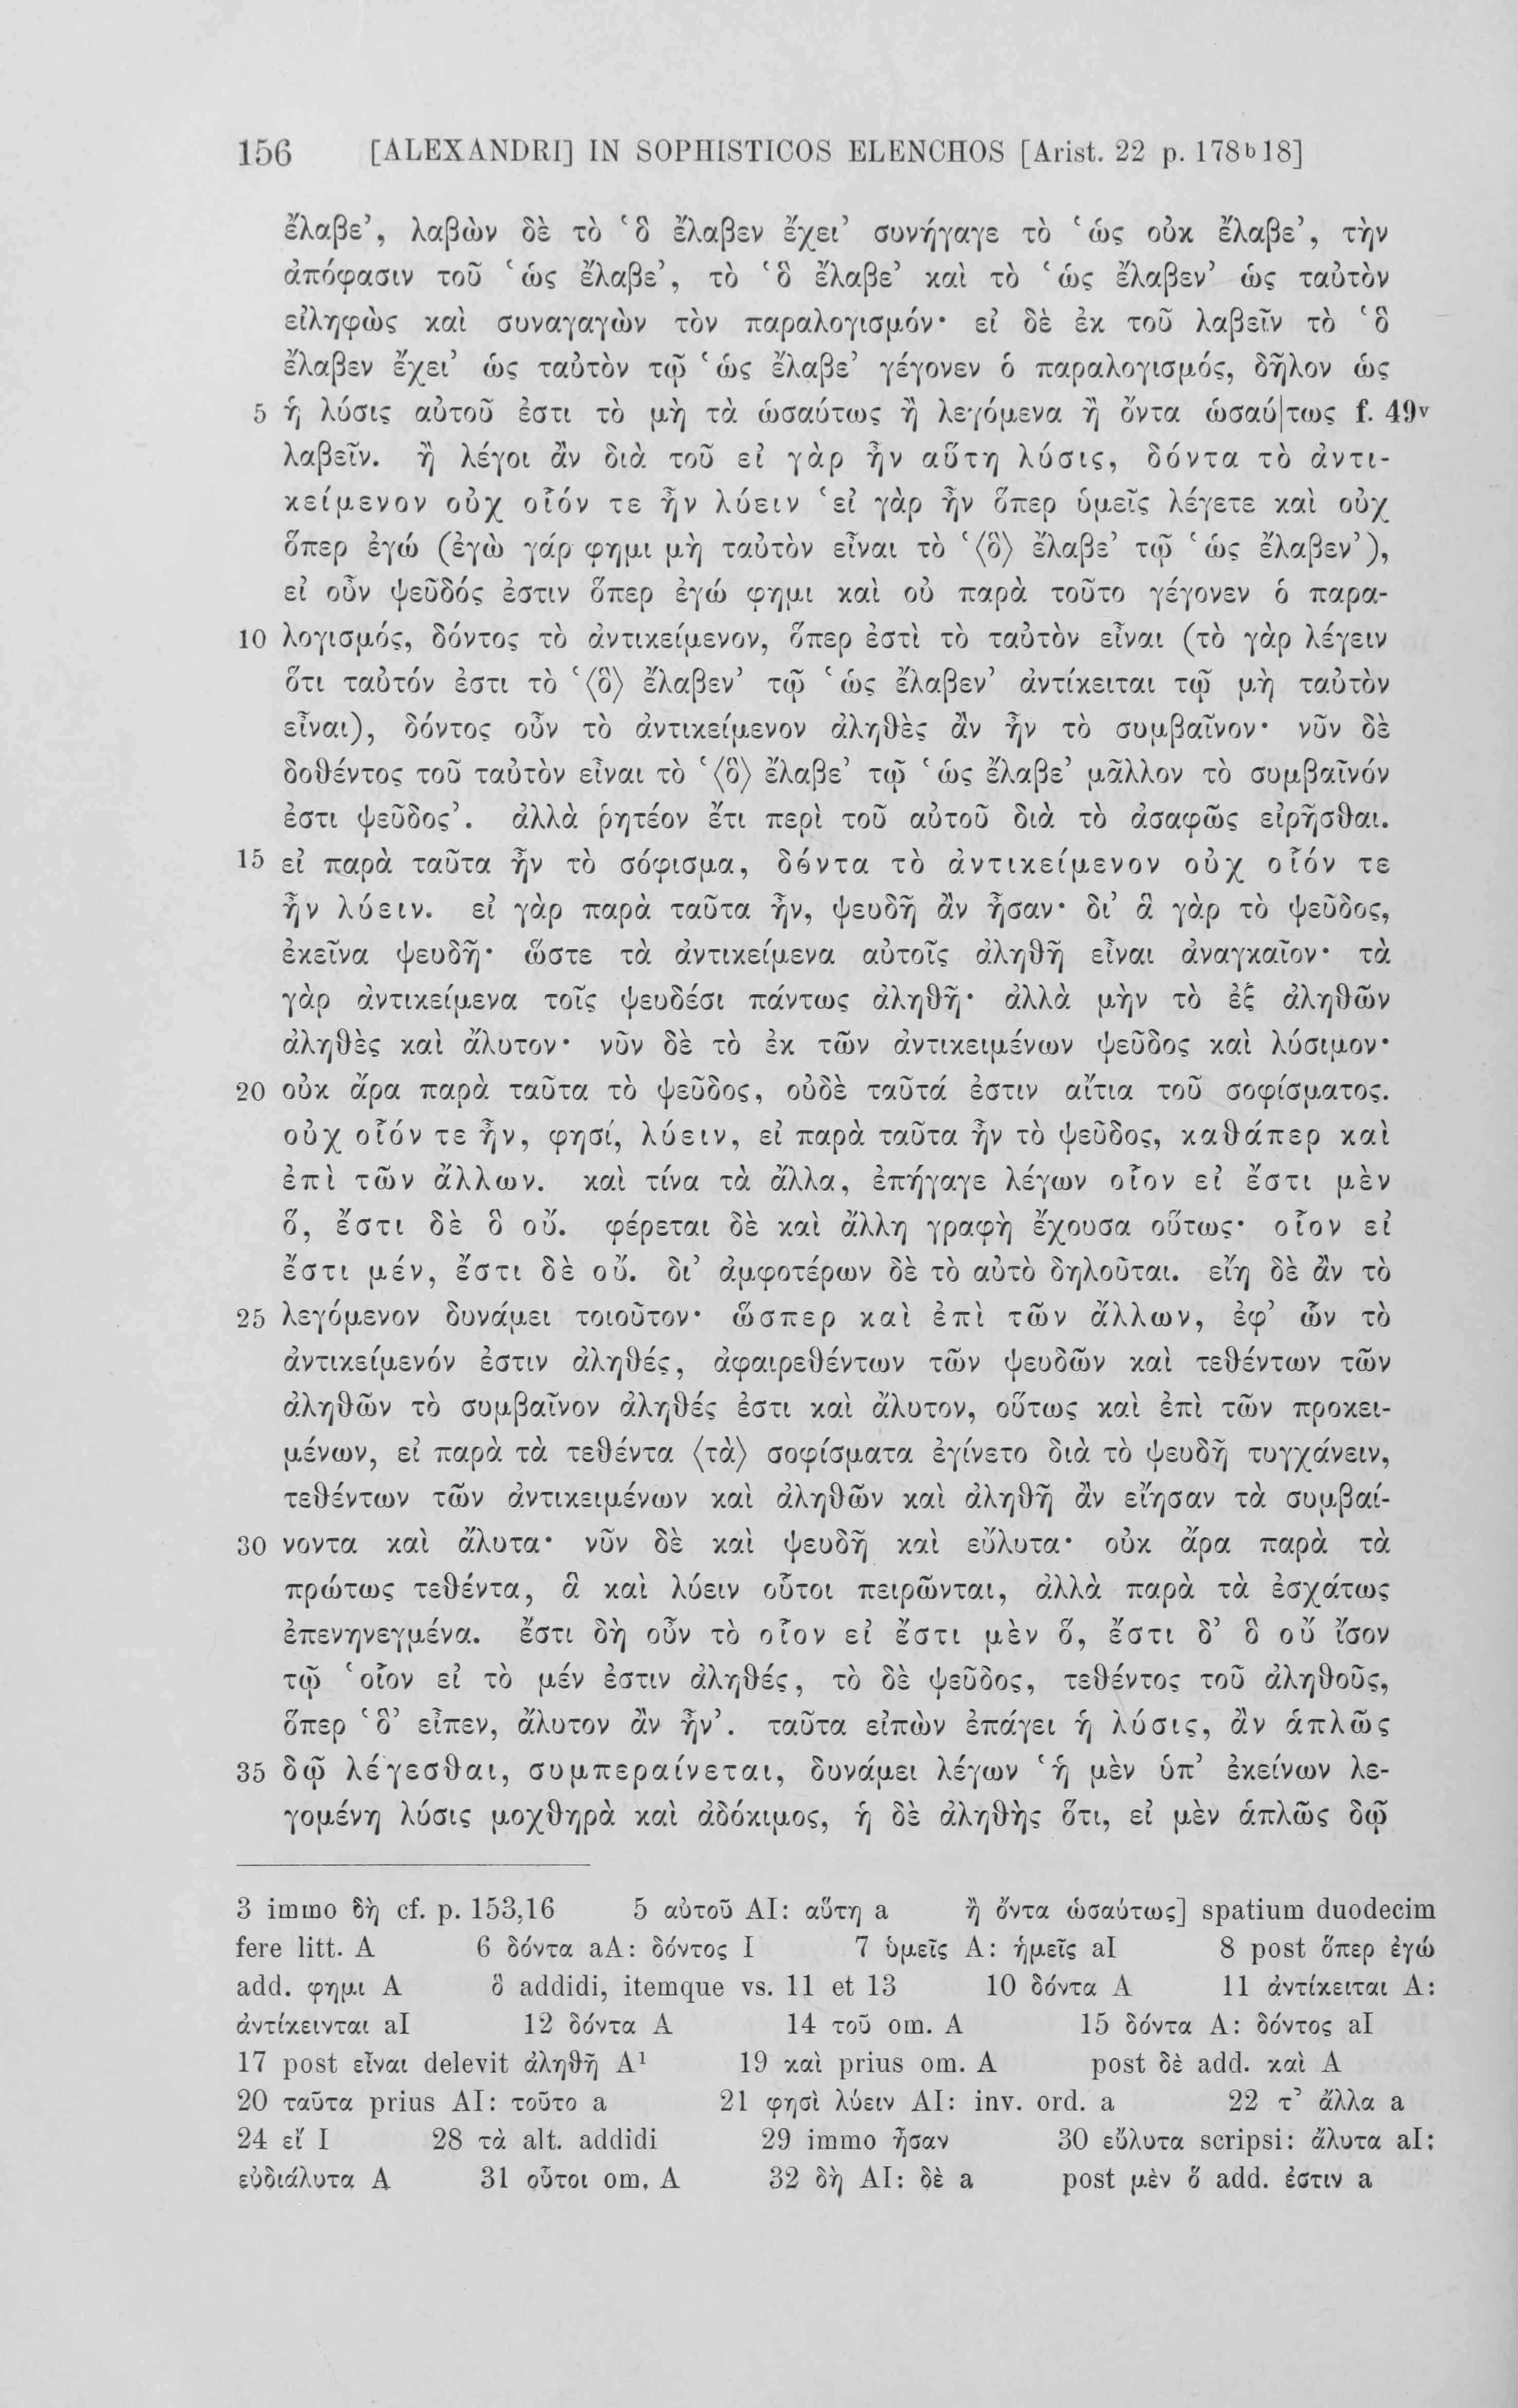 156 [ALEXANDRI] IN SOPHISTICOS ELENCHOS [Arist. 22 p. 178ᵇ18]
ἔλαβε’, λαβὼν δὲ τὸ ‘ὃ ἔλαβεν ἔχει’ συνήγαγε τὸ ‘ὡς οὐκ ἔλαβε’, τὴν
ἀπόφασιν τοῦ ‘ὡς ἔλαβε’, τὸ ‘ὃ ἔλαβε’ καὶ τὸ ‘ὡς ἔλαβεν’ ὡς ταὐτὸν
εἰληφὼς καὶ συναγαγὼν τὸν παραλογισμόν· εἰ δὲ ἐκ τοῦ λαβεῖν τὸ ‘ὃ
ἔλαβεν ἔχει’ ὡς ταὐτὸν τῷ ‘ὡς ἔλαβε’ γέγονεν ὁ παραλογισμός, δῆλον ὡς
5 ἡ λύσις αὐτοῦ ἐστι τὸ μὴ τὰ ὡσαύτως ἢ λεγόμενα ἢ ὄντα ὡσαύ|τως f. 49ᵛ
λαβεῖν. ἢ λέγοι ἂν διὰ τοῦ εἰ γὰρ ἦν αὕτη λύσις, δόντα τὸ ἀντι-
κείμενον οὐχ οἷόν τε ἦν λύειν ‘εἰ γὰρ ἦν ὅπερ ὑμεῖς λέγετε καὶ οὐχ
ὅπερ ἐγώ (ἐγὼ γάρ φημι μὴ ταὐτὸν εἶναι τὸ ‘⟨ὃ⟩ ἔλαβε’ τῷ ‘ὡς ἔλαβεν’),
εἰ οὖν ψεῦδός ἐστιν ὅπερ ἐγώ φημι καὶ οὐ παρὰ τοῦτο γέγονεν ὁ παρα-
10 λογισμός, δόντος τὸ ἀντικείμενον, ὅπερ ἐστὶ τὸ ταὐτὸν εἶναι (τὸ γὰρ λέγειν
ὅτι ταὐτόν ἐστι τὸ ‘⟨ὃ⟩ ἔλαβεν’ τῷ ‘ὡς ἔλαβεν’ ἀντίκειται τῷ μὴ ταὐτὸν
εἶναι), δόντος οὖν τὸ ἀντικείμενον ἀληθὲς ἂν ἦν τὸ συμβαῖνον· νῦν δὲ
δοθέντος τοῦ ταὐτὸν εἶναι τὸ ‘⟨ὃ⟩ ἔλαβε’ τῷ ‘ὡς ἔλαβε’ μᾶλλον τὸ συμβαῖνόν
ἐστι ψεῦδος’. ἀλλὰ ῥητέον ἔτι περὶ τοῦ αὐτοῦ διὰ τὸ ἀσαφῶς εἰρῆσθαι.
15 εἰ παρὰ ταῦτα ἦν τὸ σόφισμα, δόντα τὸ ἀντικείμενον οὐχ οἷόν τε
ἦν λύειν. εἰ γὰρ παρὰ ταῦτα ἦν, ψευδῆ ἂν ἦσαν· δι’ ἃ γὰρ τὸ ψεῦδος,
ἐκεῖνα ψευδῆ· ὥστε τὰ ἀντικείμενα αὐτοῖς ἀληθῆ εἶναι ἀναγκαῖον· τὰ
γὰρ ἀντικείμενα τοῖς ψευδέσι πάντως ἀληθῆ· ἀλλὰ μὴν τὸ ἐξ ἀληθῶν
ἀληθὲς καὶ ἄλυτον· νῦν δὲ τὸ ἐκ τῶν ἀντικειμένων ψεῦδος καὶ λύσιμον·
20 οὐκ ἄρα παρὰ ταῦτα τὸ ψεῦδος, οὐδὲ ταῦτά ἐστιν αἴτια τοῦ σοφίσματος.
οὐχ οἷόν τε ἦν, φησί, λύειν, εἰ παρὰ ταῦτα ἦν τὸ ψεῦδος, καθάπερ καὶ
ἐπὶ τῶν ἄλλων. καὶ τίνα τὰ ἄλλα, ἐπήγαγε λέγων οἷον εἰ ἔστι μὲν
ὅ, ἔστι δὲ ὃ οὔ. φέρεται δὲ καὶ ἄλλη γραφὴ ἔχουσα οὕτως· οἷον εἰ
ἔστι μέν, ἔστι δὲ οὔ. δι’ ἀμφοτέρων δὲ τὸ αὐτὸ δηλοῦται. εἴη δὲ ἂν τὸ
25 λεγόμενον δυνάμει τοιοῦτον· ὥσπερ καὶ ἐπὶ τῶν ἄλλων, ἐφ’ ὧν τὸ
ἀντικείμενόν ἐστιν ἀληθές, ἀφαιρεθέντων τῶν ψευδῶν καὶ τεθέντων τῶν
ἀληθῶν τὸ συμβαῖνον ἀληθές ἐστι καὶ ἄλυτον, οὕτως καὶ ἐπὶ τῶν προκει-
μένων, εἰ παρὰ τὰ τεθέντα ⟨τὰ⟩ σοφίσματα ἐγίνετο διὰ τὸ ψευδῆ τυγχάνειν,
τεθέντων τῶν ἀντικειμένων καὶ ἀληθῶν καὶ ἀληθῆ ἂν εἴησαν τὰ συμβαί-
30 νοντα καὶ ἄλυτα· νῦν δὲ καὶ ψευδῆ καὶ εὔλυτα· οὐκ ἄρα παρὰ τὰ
πρώτως τεθέντα, ἃ καὶ λύειν οὗτοι πειρῶνται, ἀλλὰ παρὰ τὰ ἐσχάτως
ἐπενηνεγμένα. ἔστι δὴ οὖν τὸ οἷον εἰ ἔστι μὲν ὅ, ἔστι δ’ ὃ οὔ ἴσον
τῷ ‘οἷον εἰ τὸ μέν ἐστιν ἀληθές, τὸ δὲ ψεῦδος, τεθέντος τοῦ ἀληθοῦς,
ὅπερ ‘ὃ’ εἶπεν, ἄλυτον ἂν ἦν’. ταῦτα εἰπὼν ἐπάγει ἡ λύσις, ἂν ἁπλῶς
35 δῷ λέγεσθαι, συμπεραίνεται, δυνάμει λέγων ‘ἡ μὲν ὑπ’ ἐκείνων λε-
γομένη λύσις μοχθηρὰ καὶ ἀδόκιμος, ἡ δὲ ἀληθὴς ὅτι, εἰ μὲν ἁπλῶς δῷ
3 immo δὴ cf. p. 153,16 5 αὐτοῦ AI: αὕτη a ἢ ὄντα ὡσαύτως] spatium duodecim
fere litt. A 6 δόντα aA: δόντος I 7 ὑμεῖς A: ἡμεῖς aI 8 post ὅπερ ἐγώ
add. φημι A ὃ addidi, itemque vs. 11 et 13 10 δόντα A 11 ἀντίκειται A:
ἀντίκεινται aI 12 δόντα A 14 τοῦ om. A 15 δόντα A: δόντος aI
17 post εἶναι delevit ἀληθῆ A¹ 19 καὶ prius om. A post δὲ add. καὶ A
20 ταῦτα prius AI: τοῦτο a 21 φησὶ λύειν AI: inv. ord. a 22 τ’ ἄλλα a
24 εἴ I 28 τὰ alt. addidi 29 immo ἦσαν 30 εὔλυτα scripsi: ἄλυτα aI:
εὐδιάλυτα A 31 οὗτοι om. A 32 δὴ AI: δὲ a post μὲν ὅ add. ἐστιν a